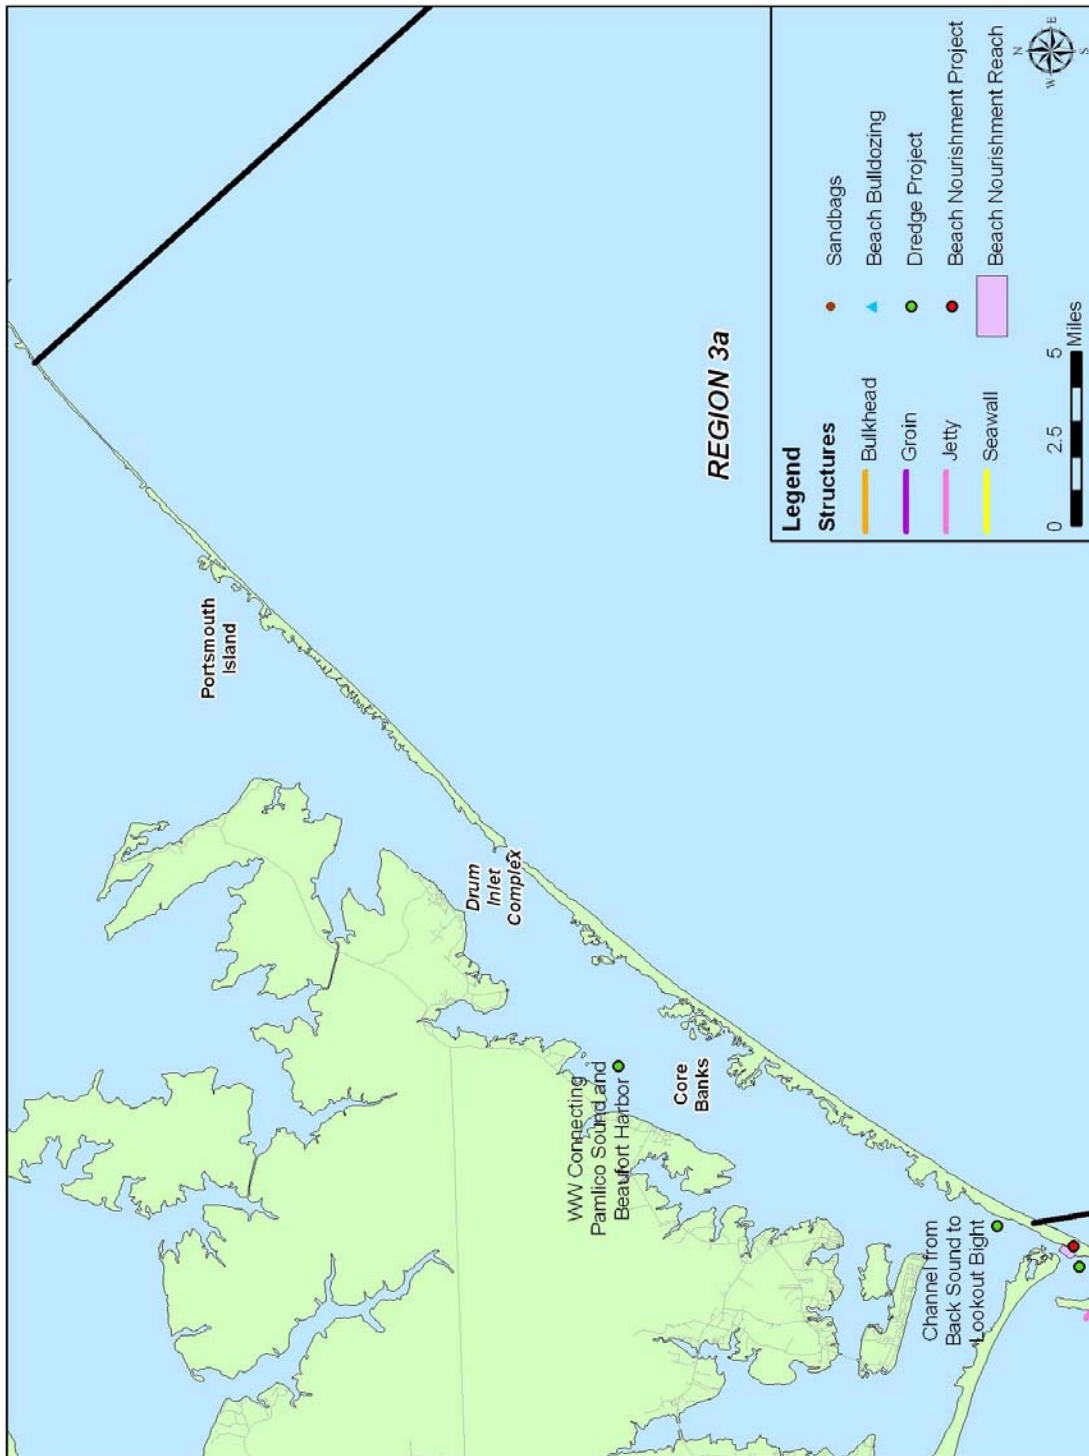 Portsmouth
Island
Drum
Inlet
Complex
WW Connecting
Pamlico Sound and
Beaufort Harbor
Core
Banks
Channel from
Back Sound to
Lookout Bight
REGION 3a
Legend
Structures
Bulkhead
Groin
Jetty
Seawall
Sandbags
Beach Bulldozing
Dredge Project
Beach Nourishment Project
Beach Nourishment Reach
0 2.5 5
Miles
N
W E
S